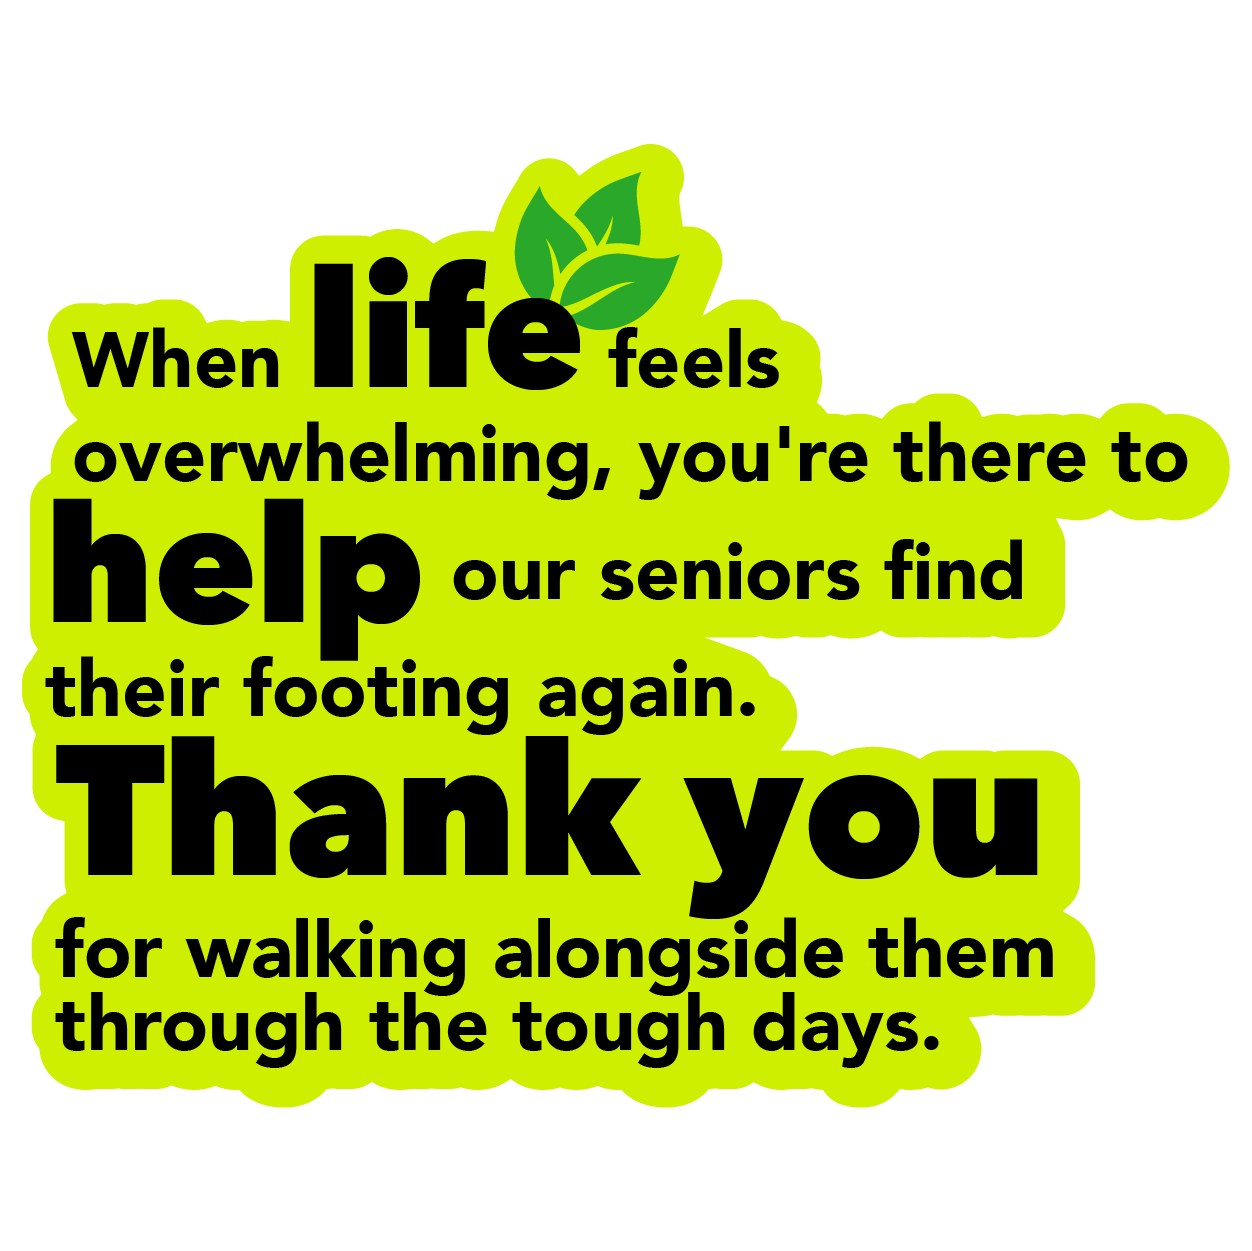 When life feels
overwhelming, you're there to
help our seniors find
their footing again.
Thank you
for walking alongside them
through the tough days.